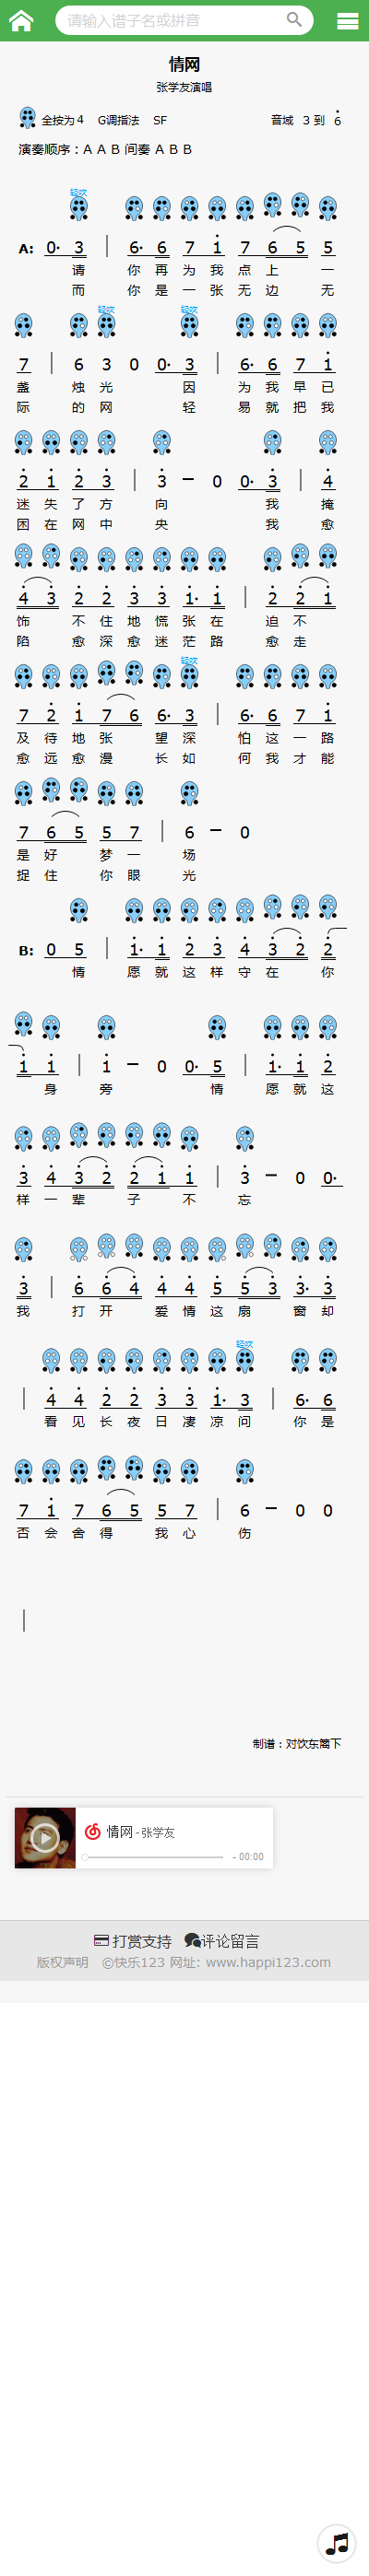 请输入谱子名或拼音
情网
张学友演唱
全按为4 G调指法 SF 音域 3 到 6̇
演奏顺序：A A B 间奏 A B B
轻吹
A: 0· 3 | 6· 6 7 1̇ 7 6 5 5
请 你 再 为 我 点 上 一
而 你 是 一 张 无 边 无
轻吹 轻吹
7 | 6 3 0 0· 3 | 6· 6 7 1̇
盏 烛 光 因 为 我 早 已
际 的 网 轻 易 就 把 我
2̇ 1̇ 2̇ 3̇ | 3̇ – 0 0· 3̇ | 4̇
迷 失 了 方 向 我 掩
困 在 网 中 央 我 愈
4̇ 3̇ 2̇ 2̇ 3̇ 3̇ 1̇· 1̇ | 2̇ 2̇ 1̇
饰 不 住 地 慌 张 在 迫 不
陷 愈 深 愈 迷 茫 路 愈 走
轻吹
7 2̇ 1̇ 7 6 6· 3 | 6· 6 7 1̇
及 待 地 张 望 深 怕 这 一 路
愈 远 愈 漫 长 如 何 我 才 能
7 6 5 5 7 | 6 – 0
是 好 梦 一 场
捉 住 你 眼 光
B: 0 5 | 1̇· 1̇ 2̇ 3̇ 4̇ 3̇ 2̇ 2̇
情 愿 就 这 样 守 在 你
1̇ 1̇ | 1̇ – 0 0· 5 | 1̇· 1̇ 2̇
身 旁 情 愿 就 这
3̇ 4̇ 3̇ 2̇ 2̇ 1̇ 1̇ | 3̇ – 0 0·
样 一 辈 子 不 忘
3̇ | 6̇ 6̇ 4̇ 4̇ 4̇ 5̇ 5̇ 3̇ 3̇· 3̇
我 打 开 爱 情 这 扇 窗 却
轻吹
| 4̇ 4̇ 2̇ 2̇ 3̇ 3̇ 1̇· 3 | 6· 6
看 见 长 夜 日 凄 凉 问 你 是
7 1̇ 7 6 5 5 7 | 6 – 0 0
否 会 舍 得 我 心 伤
|
制谱：对饮东篱下
情网 - 张学友
- 00:00
打赏支持 评论留言
版权声明 ©快乐123 网址: www.happi123.com